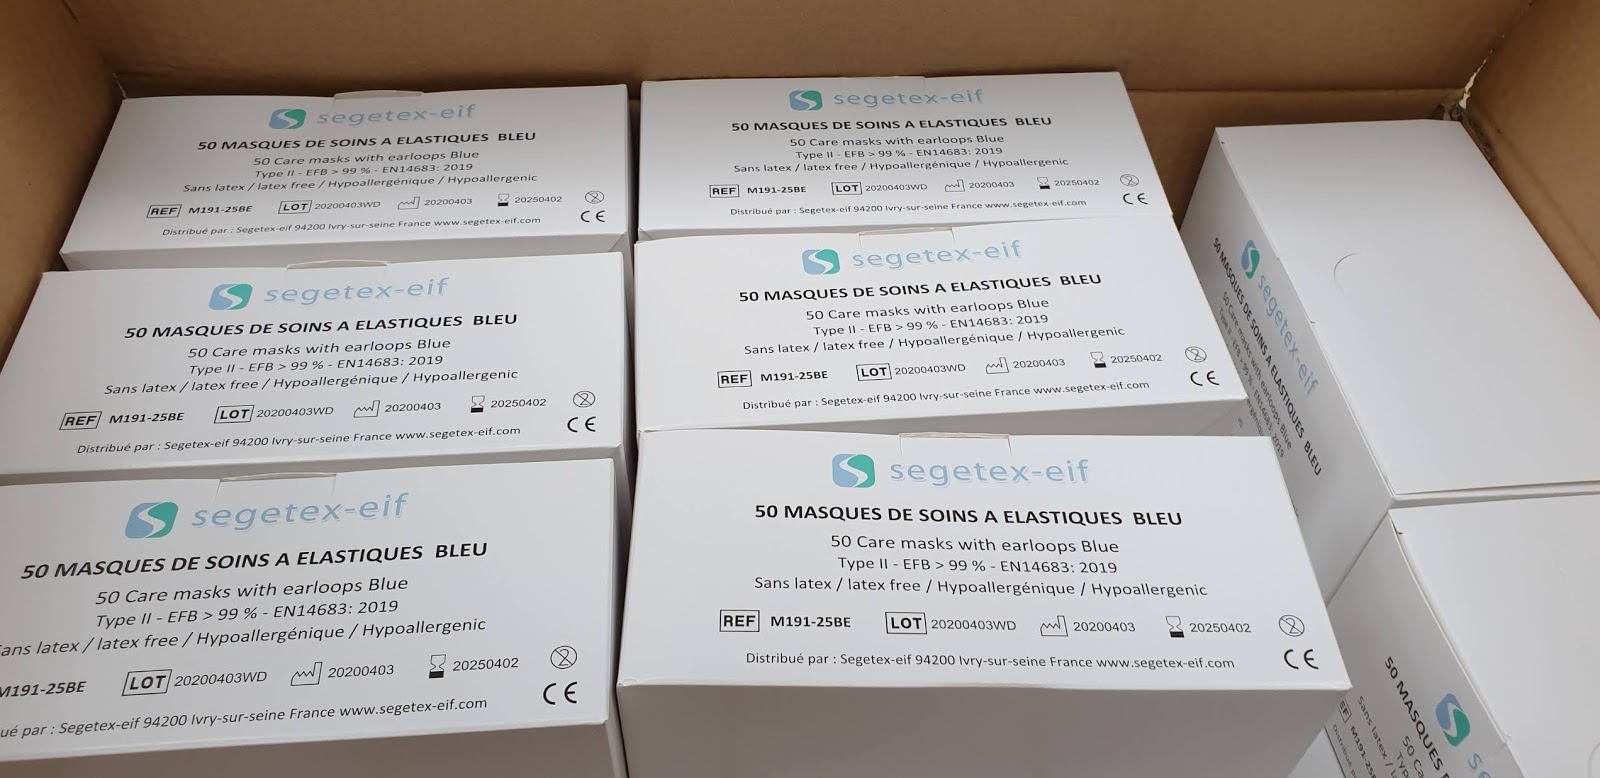 segetex-eif
50 MASQUES DE SOINS A ELASTIQUES BLEU
50 Care masks with earloops Blue
Type II - EFB > 99 % - EN14683: 2019
Sans latex / latex free / Hypoallergénique / Hypoallergenic
REF M191-25BE LOT 20200403WD 20200403 20250402
CE
Distribué par : Segetex-eif 94200 Ivry-sur-seine France www.segetex-eif.com
segetex-eif
50 MASQUES DE SOINS A ELASTIQUES BLEU
50 Care masks with earloops Blue
Type II - EFB > 99 % - EN14683: 2019
Sans latex / latex free / Hypoallergénique / Hypoallergenic
REF M191-25BE LOT 20200403WD 20200403 20250402
CE
Distribué par : Segetex-eif 94200 Ivry-sur-seine France www.segetex-eif.com
segetex-eif
50 MASQUES DE SOINS A ELASTIQUES BLEU
50 Care masks with earloops Blue
Type II - EFB > 99 % - EN14683: 2019
Sans latex / latex free / Hypoallergénique / Hypoallergenic
REF M191-25BE LOT 20200403WD 20200403 20250402
CE
Distribué par : Segetex-eif 94200 Ivry-sur-seine France www.segetex-eif.com
segetex-eif
50 MASQUES DE SOINS A ELASTIQUES BLEU
50 Care masks with earloops Blue
Type II - EFB > 99 % - EN14683: 2019
Sans latex / latex free / Hypoallergénique / Hypoallergenic
REF M191-25BE LOT 20200403WD 20200403 20250402
CE
Distribué par : Segetex-eif 94200 Ivry-sur-seine France www.segetex-eif.com
segetex-eif
50 MASQUES DE SOINS A ELASTIQUES BLEU
50 Care masks with earloops Blue
Type II - EFB > 99 % - EN14683: 2019
ans latex / latex free / Hypoallergénique / Hypoallergenic
M191-25BE LOT 20200403WD 20200403 20250402
CE
ué par : Segetex-eif 94200 Ivry-sur-seine France www.segetex-eif.com
segetex-eif
50 MASQUES DE SOINS A ELASTIQUES BLEU
50 Care masks with earloops Blue
Type II - EFB > 99 % - EN14683: 2019
Sans latex / latex free / Hypoallergénique / Hypoallergenic
REF M191-25BE LOT 20200403WD 20200403 20250402
CE
Distribué par : Segetex-eif 94200 Ivry-sur-seine France www.segetex-eif.com
segetex-eif
50 MASQUES DE SOINS A ELASTIQUES BLEU
50 Care masks with earloops Blue
Type II - EFB > 99 % - EN14683: 2019
segetex
50 MASQUES
50 Ca
Sans latex /
M191-25B